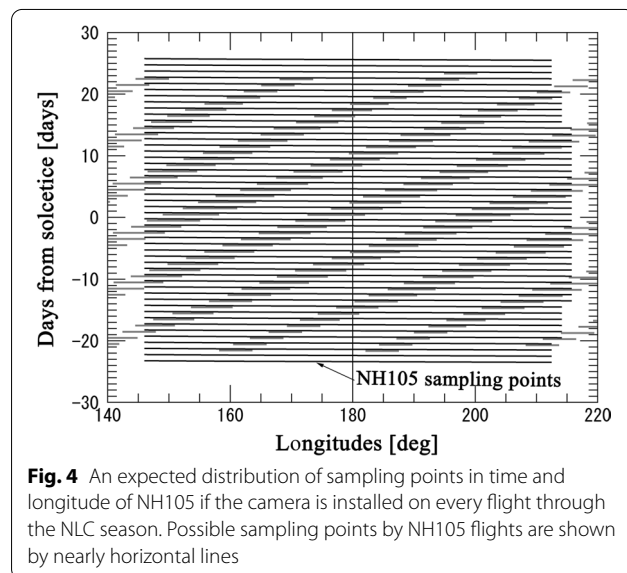 30
20
10
0
-10
-20
-30
Days from solcetice [days]
NH105 sampling points
140 160 180 200 220
Longitudes [deg]
Fig. 4 An expected distribution of sampling points in time and
longitude of NH105 if the camera is installed on every flight through
the NLC season. Possible sampling points by NH105 flights are shown
by nearly horizontal lines